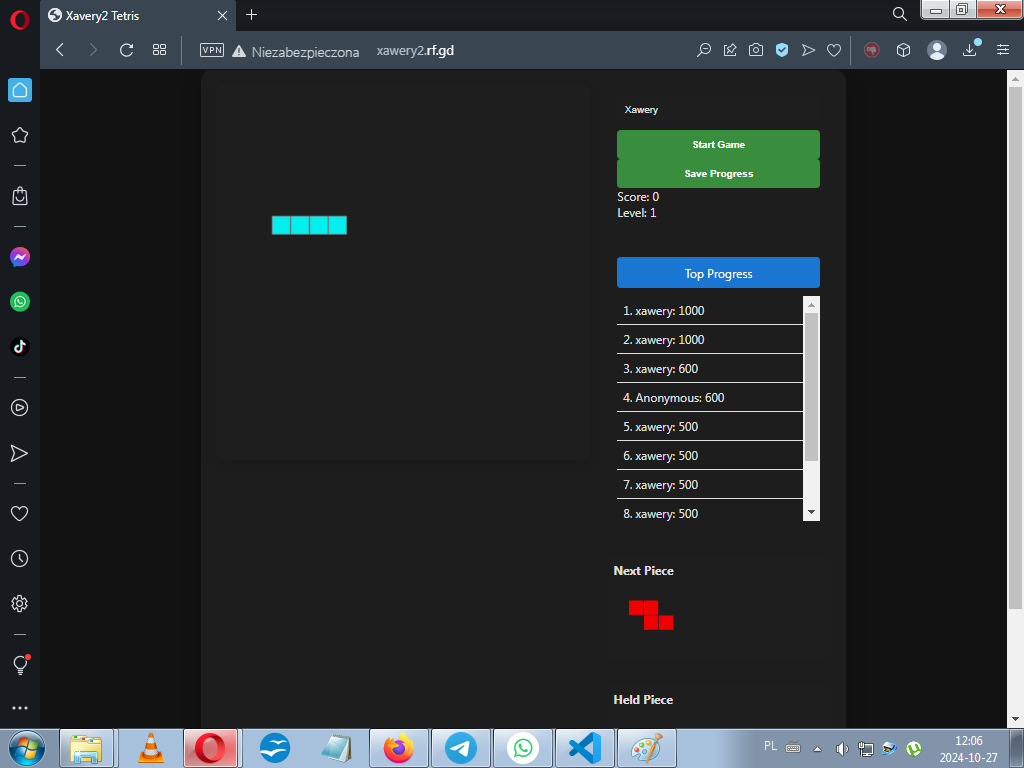 Xavery2 Tetris
VPN
Niezabezpieczona
xawery2.rf.gd
Xawery
Start Game
Save Progress
Score: 0
Level: 1
Top Progress
1. xawery: 1000
2. xawery: 1000
3. xawery: 600
4. Anonymous: 600
5. xawery: 500
6. xawery: 500
7. xawery: 500
8. xawery: 500
Next Piece
Held Piece
PL
12:06
2024-10-27